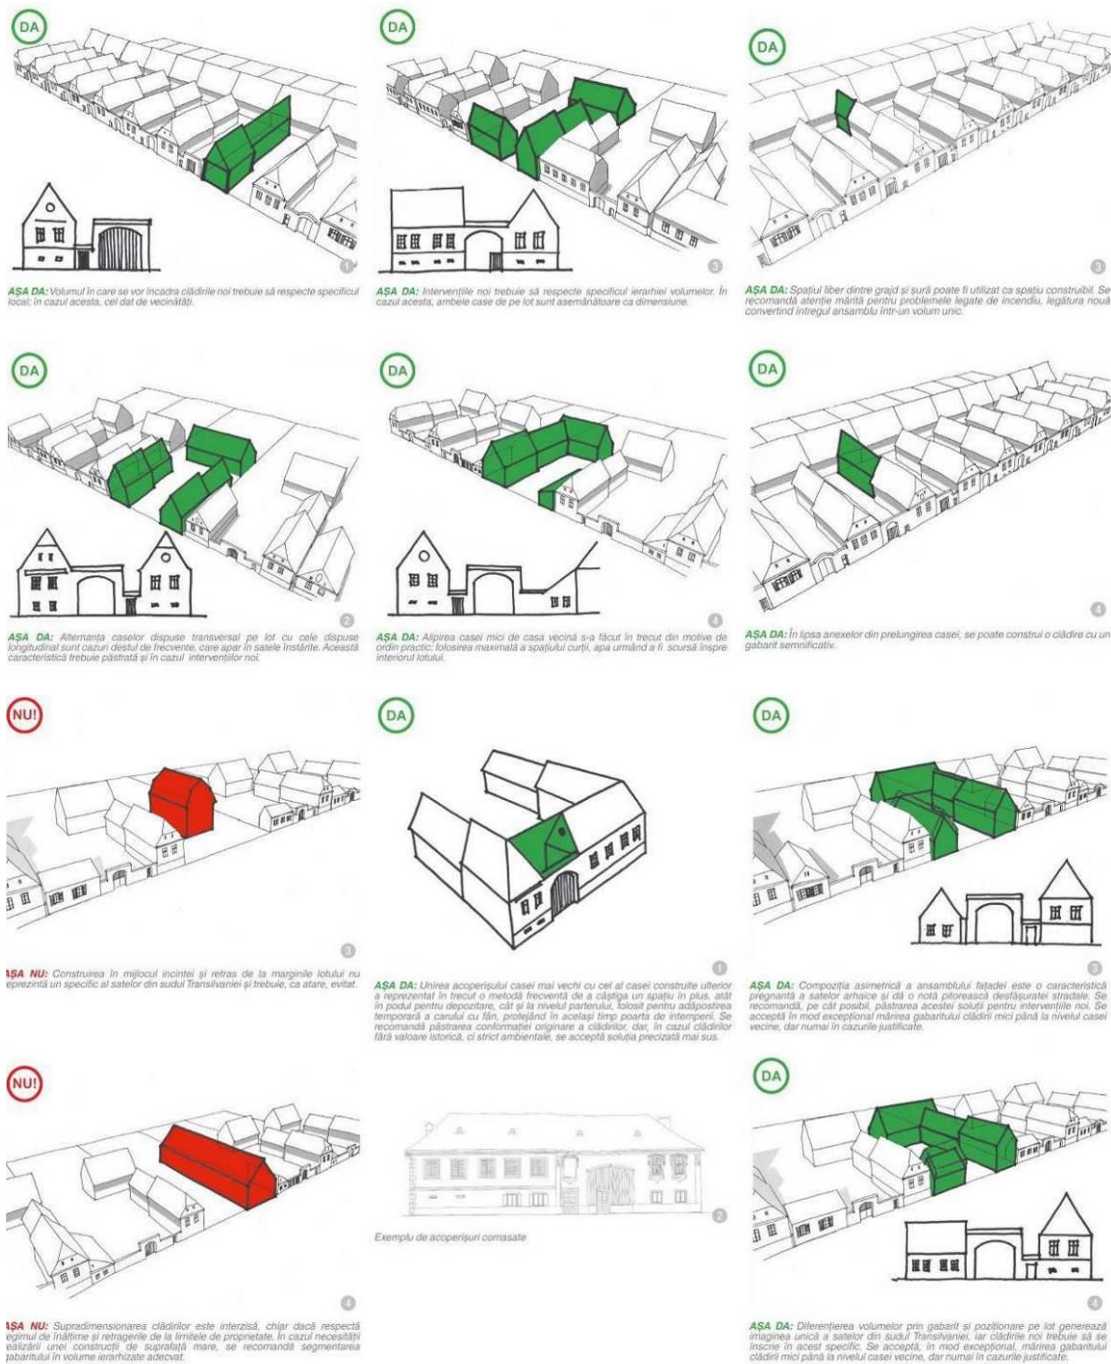 DA
DA
DA
1
3
3
AȘA DA: Volumul în care se vor încadra clădirile noi trebuie să respecte specificul
local; în cazul acesta, cel dat de vecinătăți.
AȘA DA: Intervențiile noi trebuie să respecte specificul ierarhiei volumelor. În
cazul acesta, ambele case de pe lot sunt asemănătoare ca dimensiune.
AȘA DA: Spațiul liber dintre grajd și șură poate fi utilizat ca spațiu construibil. Se
recomandă atenție mărită pentru problemele legate de incendiu, legătura nouă
convertind întregul ansamblu într-un volum unic.
DA
DA
DA
2
4
4
AȘA DA: Alternanța caselor dispuse transversal pe lot cu cele dispuse
longitudinal sunt cazuri destul de frecvente, care apar în satele înstărite. Această
caracteristică trebuie păstrată și în cazul intervențiilor noi.
AȘA DA: Alipirea casei mici de casa vecină s-a făcut în trecut din motive de
ordin practic: folosirea maximală a spațiului curții, apa urmând a fi scursă înspre
interiorul lotului.
AȘA DA: În lipsa anexelor din prelungirea casei, se poate construi o clădire cu un
gabarit semnificativ.
NU!
DA
DA
3
1
3
AȘA NU: Construirea în mijlocul incintei și retras de la marginile lotului nu
reprezintă un specific al satelor din sudul Transilvaniei și trebuie, ca atare, evitat.
AȘA DA: Unirea acoperișului casei mai vechi cu cel al casei construite ulterior
a reprezentat în trecut o metodă frecventă de a câștiga un spațiu în plus, atât
în podul pentru depozitare, cât și la nivelul parterului, folosit pentru adăpostirea
temporară a carului cu fân, protejând în același timp poarta de intemperii. Se
recomandă păstrarea conformației originare a clădirilor, dar, în cazul clădirilor
fără valoare istorică, ci strict ambientale, se acceptă soluția precizată mai sus.
AȘA DA: Compoziția asimetrică a ansamblului fațadei este o caracteristică
pregnantă a satelor arhaice și dă o notă pitorească desfășuratei stradale. Se
recomandă, pe cât posibil, păstrarea acestei soluții pentru intervențiile noi. Se
acceptă în mod excepțional mărirea gabaritului clădirii mici până la nivelul casei
vecine, dar numai în cazurile justificate.
NU!
DA
4
2
4
AȘA NU: Supradimensionarea clădirilor este interzisă, chiar dacă respectă
regimul de înălțime și retragerile de la limitele de proprietate. În cazul necesității
realizării unei construcții de suprafață mare, se recomandă segmentarea
gabaritului în volume ierarhizate adecvat.
Exemplu de acoperișuri comasate
AȘA DA: Diferențierea volumelor prin gabarit și poziționare pe lot generează
imaginea unică a satelor din sudul Transilvaniei, iar clădirile noi trebuie să se
înscrie în acest specific. Se acceptă, în mod excepțional, mărirea gabaritului
clădirii mici până la nivelul casei vecine, dar numai în cazurile justificate.